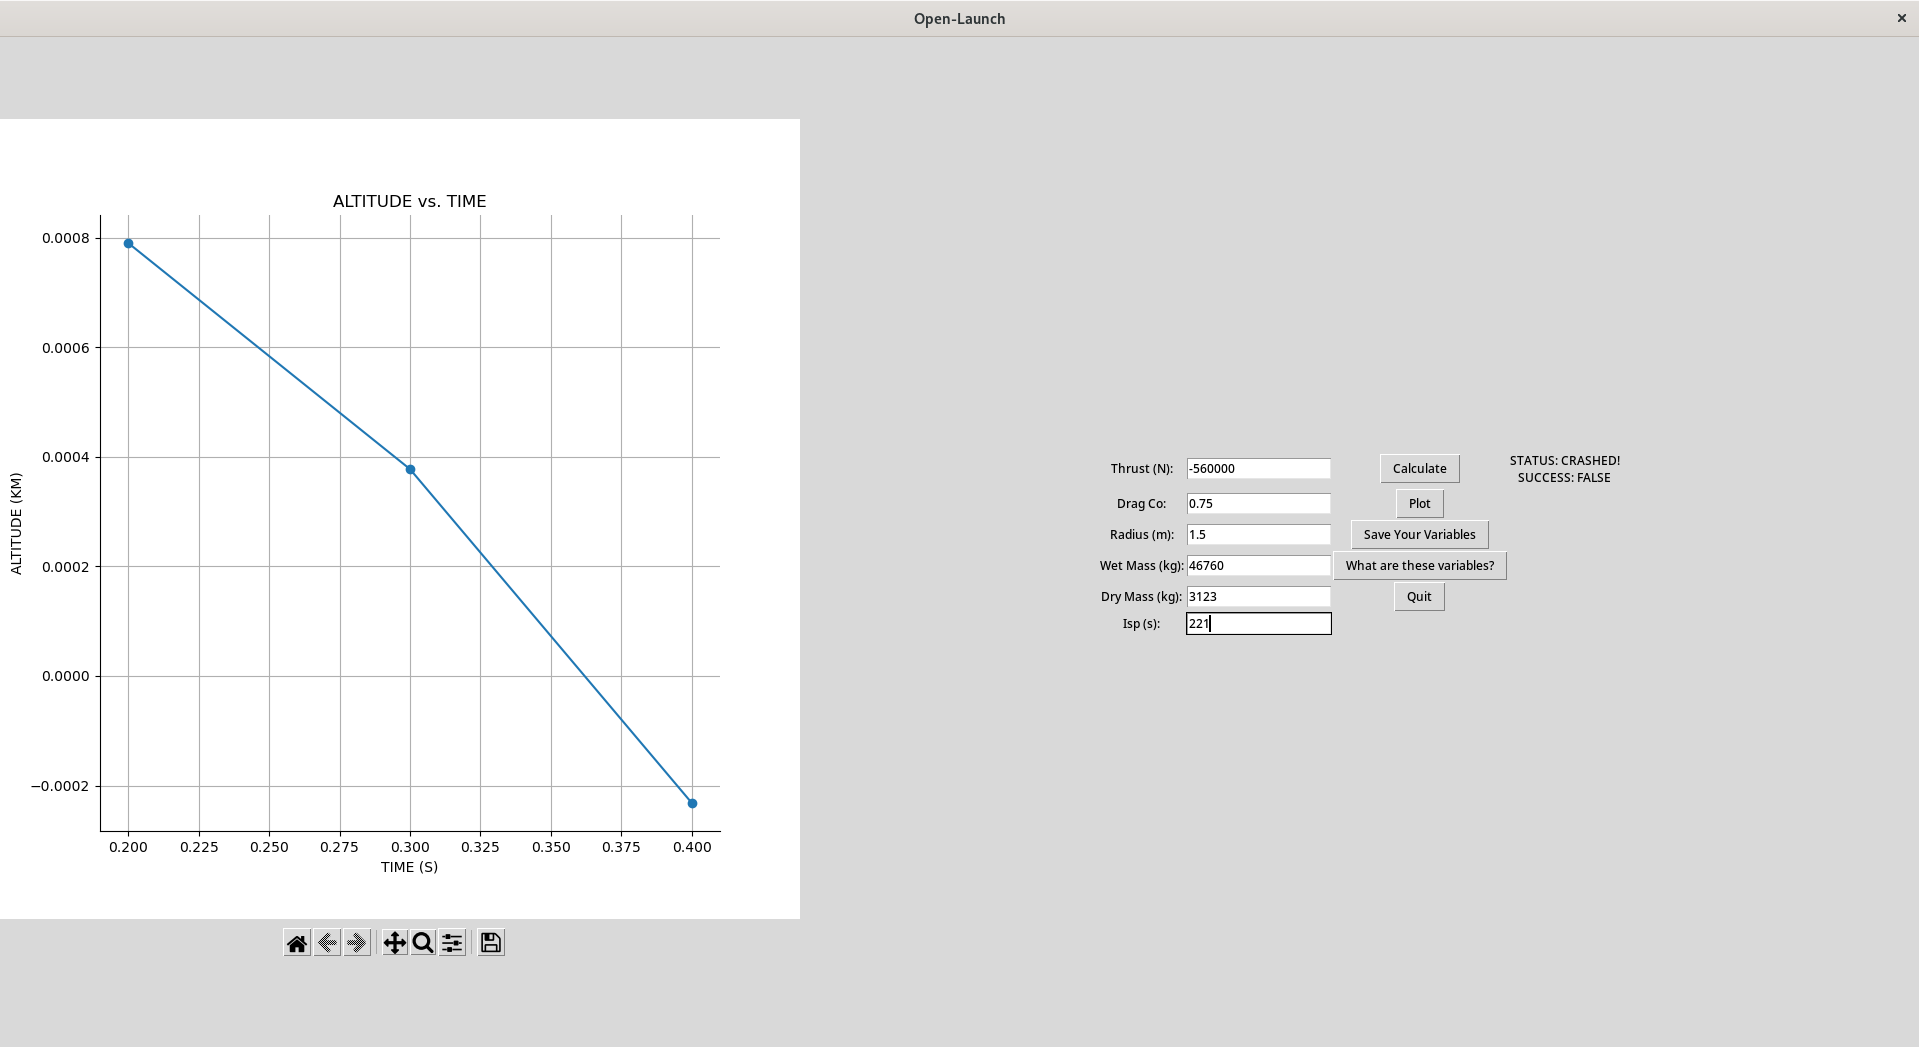 Open-Launch
ALTITUDE vs. TIME
0.0008
0.0006
0.0004
0.0002
0.0000
−0.0002
ALTITUDE (KM)
0.200 0.225 0.250 0.275 0.300 0.325 0.350 0.375 0.400
TIME (S)
Thrust (N): -560000 Calculate
STATUS: CRASHED!
SUCCESS: FALSE
Drag Co: 0.75 Plot
Radius (m): 1.5 Save Your Variables
Wet Mass (kg): 46760 What are these variables?
Dry Mass (kg): 3123 Quit
Isp (s): 221